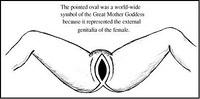 The pointed oval was a world-wide
symbol of the Great Mother Goddess
because it represented the external
genitalia of the female.